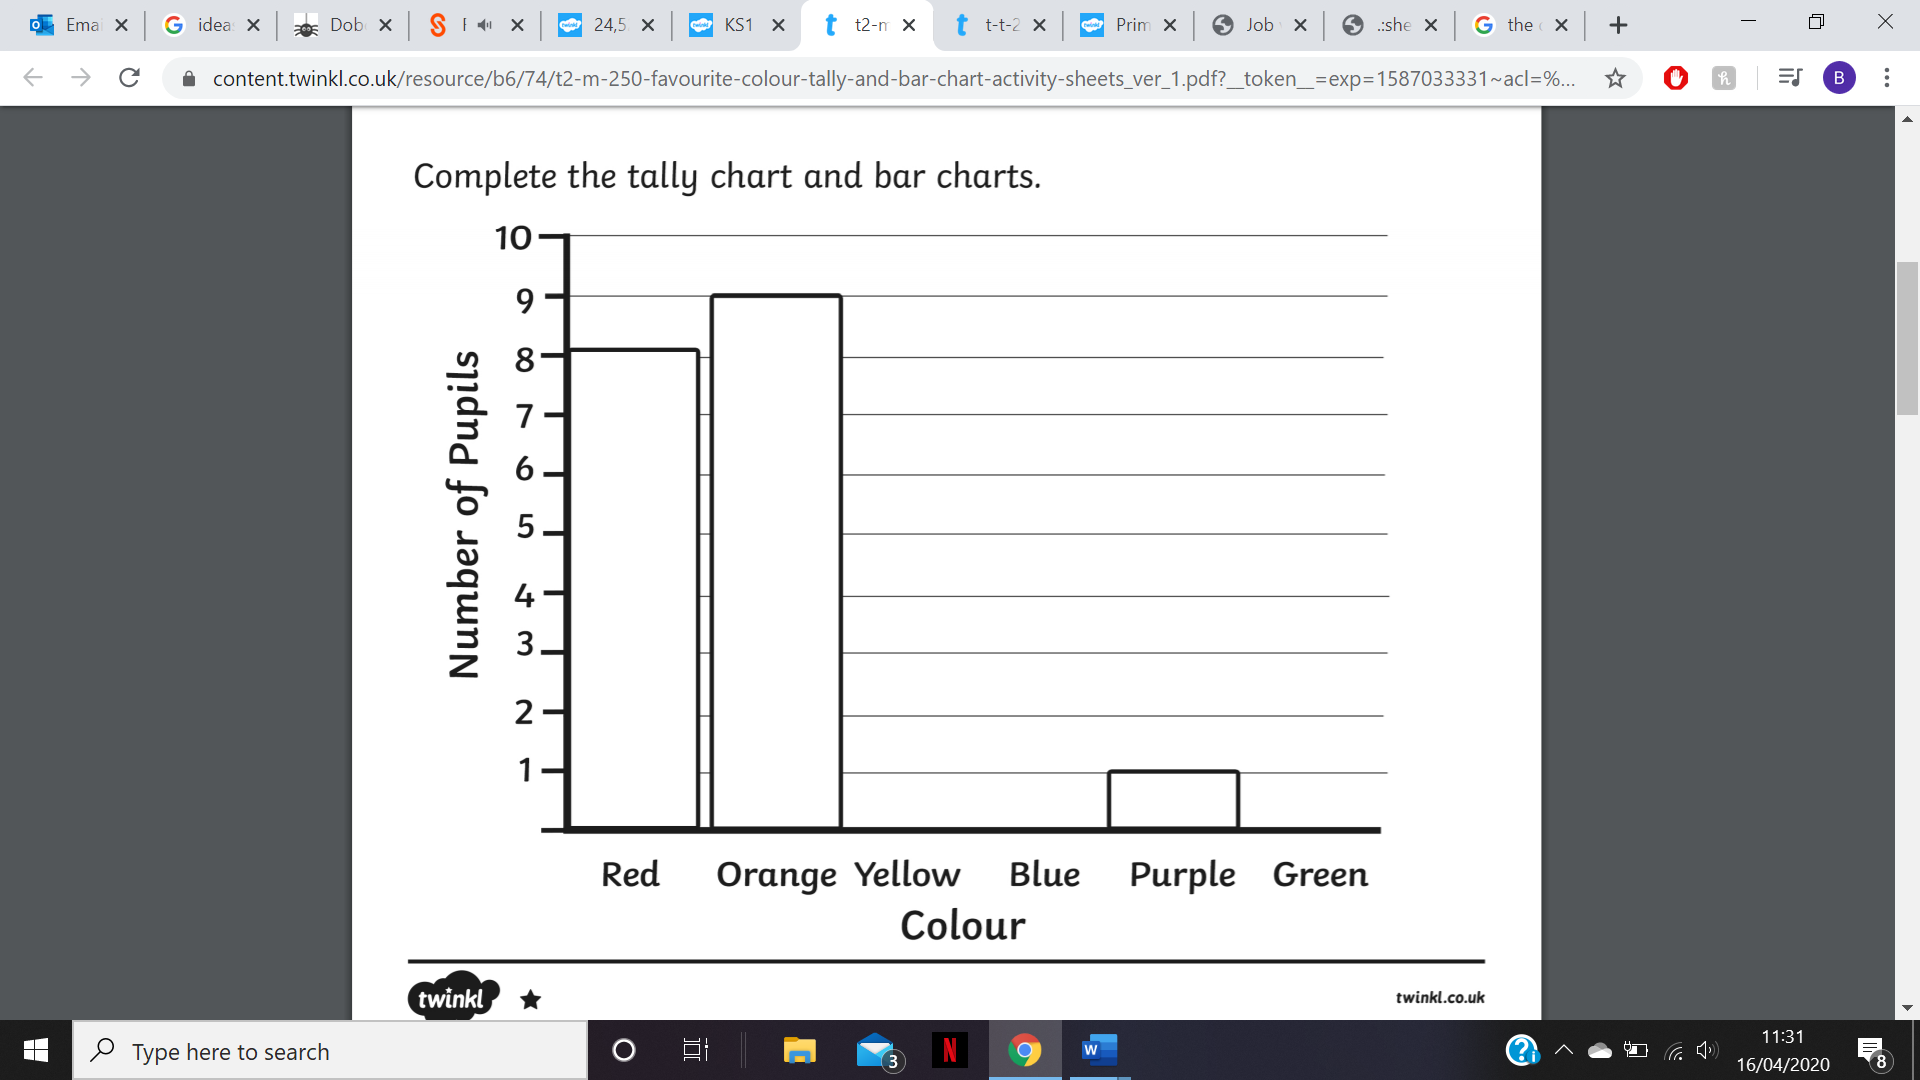 Emai
idea
Dob
F
24,5
KS1
t2-m
t-t-2
Prim
Job
.:she
the
content.twinkl.co.uk/resource/b6/74/t2-m-250-favourite-colour-tally-and-bar-chart-activity-sheets_ver_1.pdf?__token__=exp=1587033331~acl=%...
B
Complete the tally chart and bar charts.
10
9
8
7
6
5
4
3
2
1
Number of Pupils
Red Orange Yellow Blue Purple Green
Colour
twinkl
twinkl.co.uk
Type here to search
3
N
W
11:31
16/04/2020
8